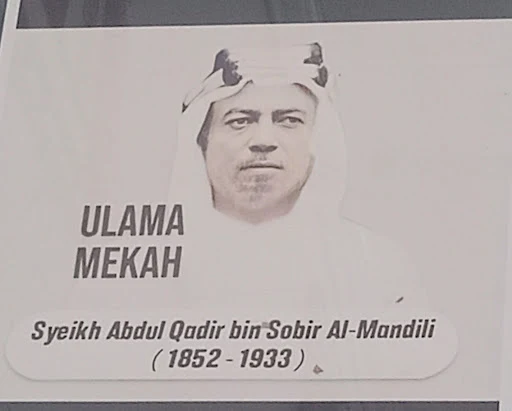 ULAMA
MEKAH
Syeikh Abdul Qadir bin Sobir Al-Mandili
( 1852 - 1933 )